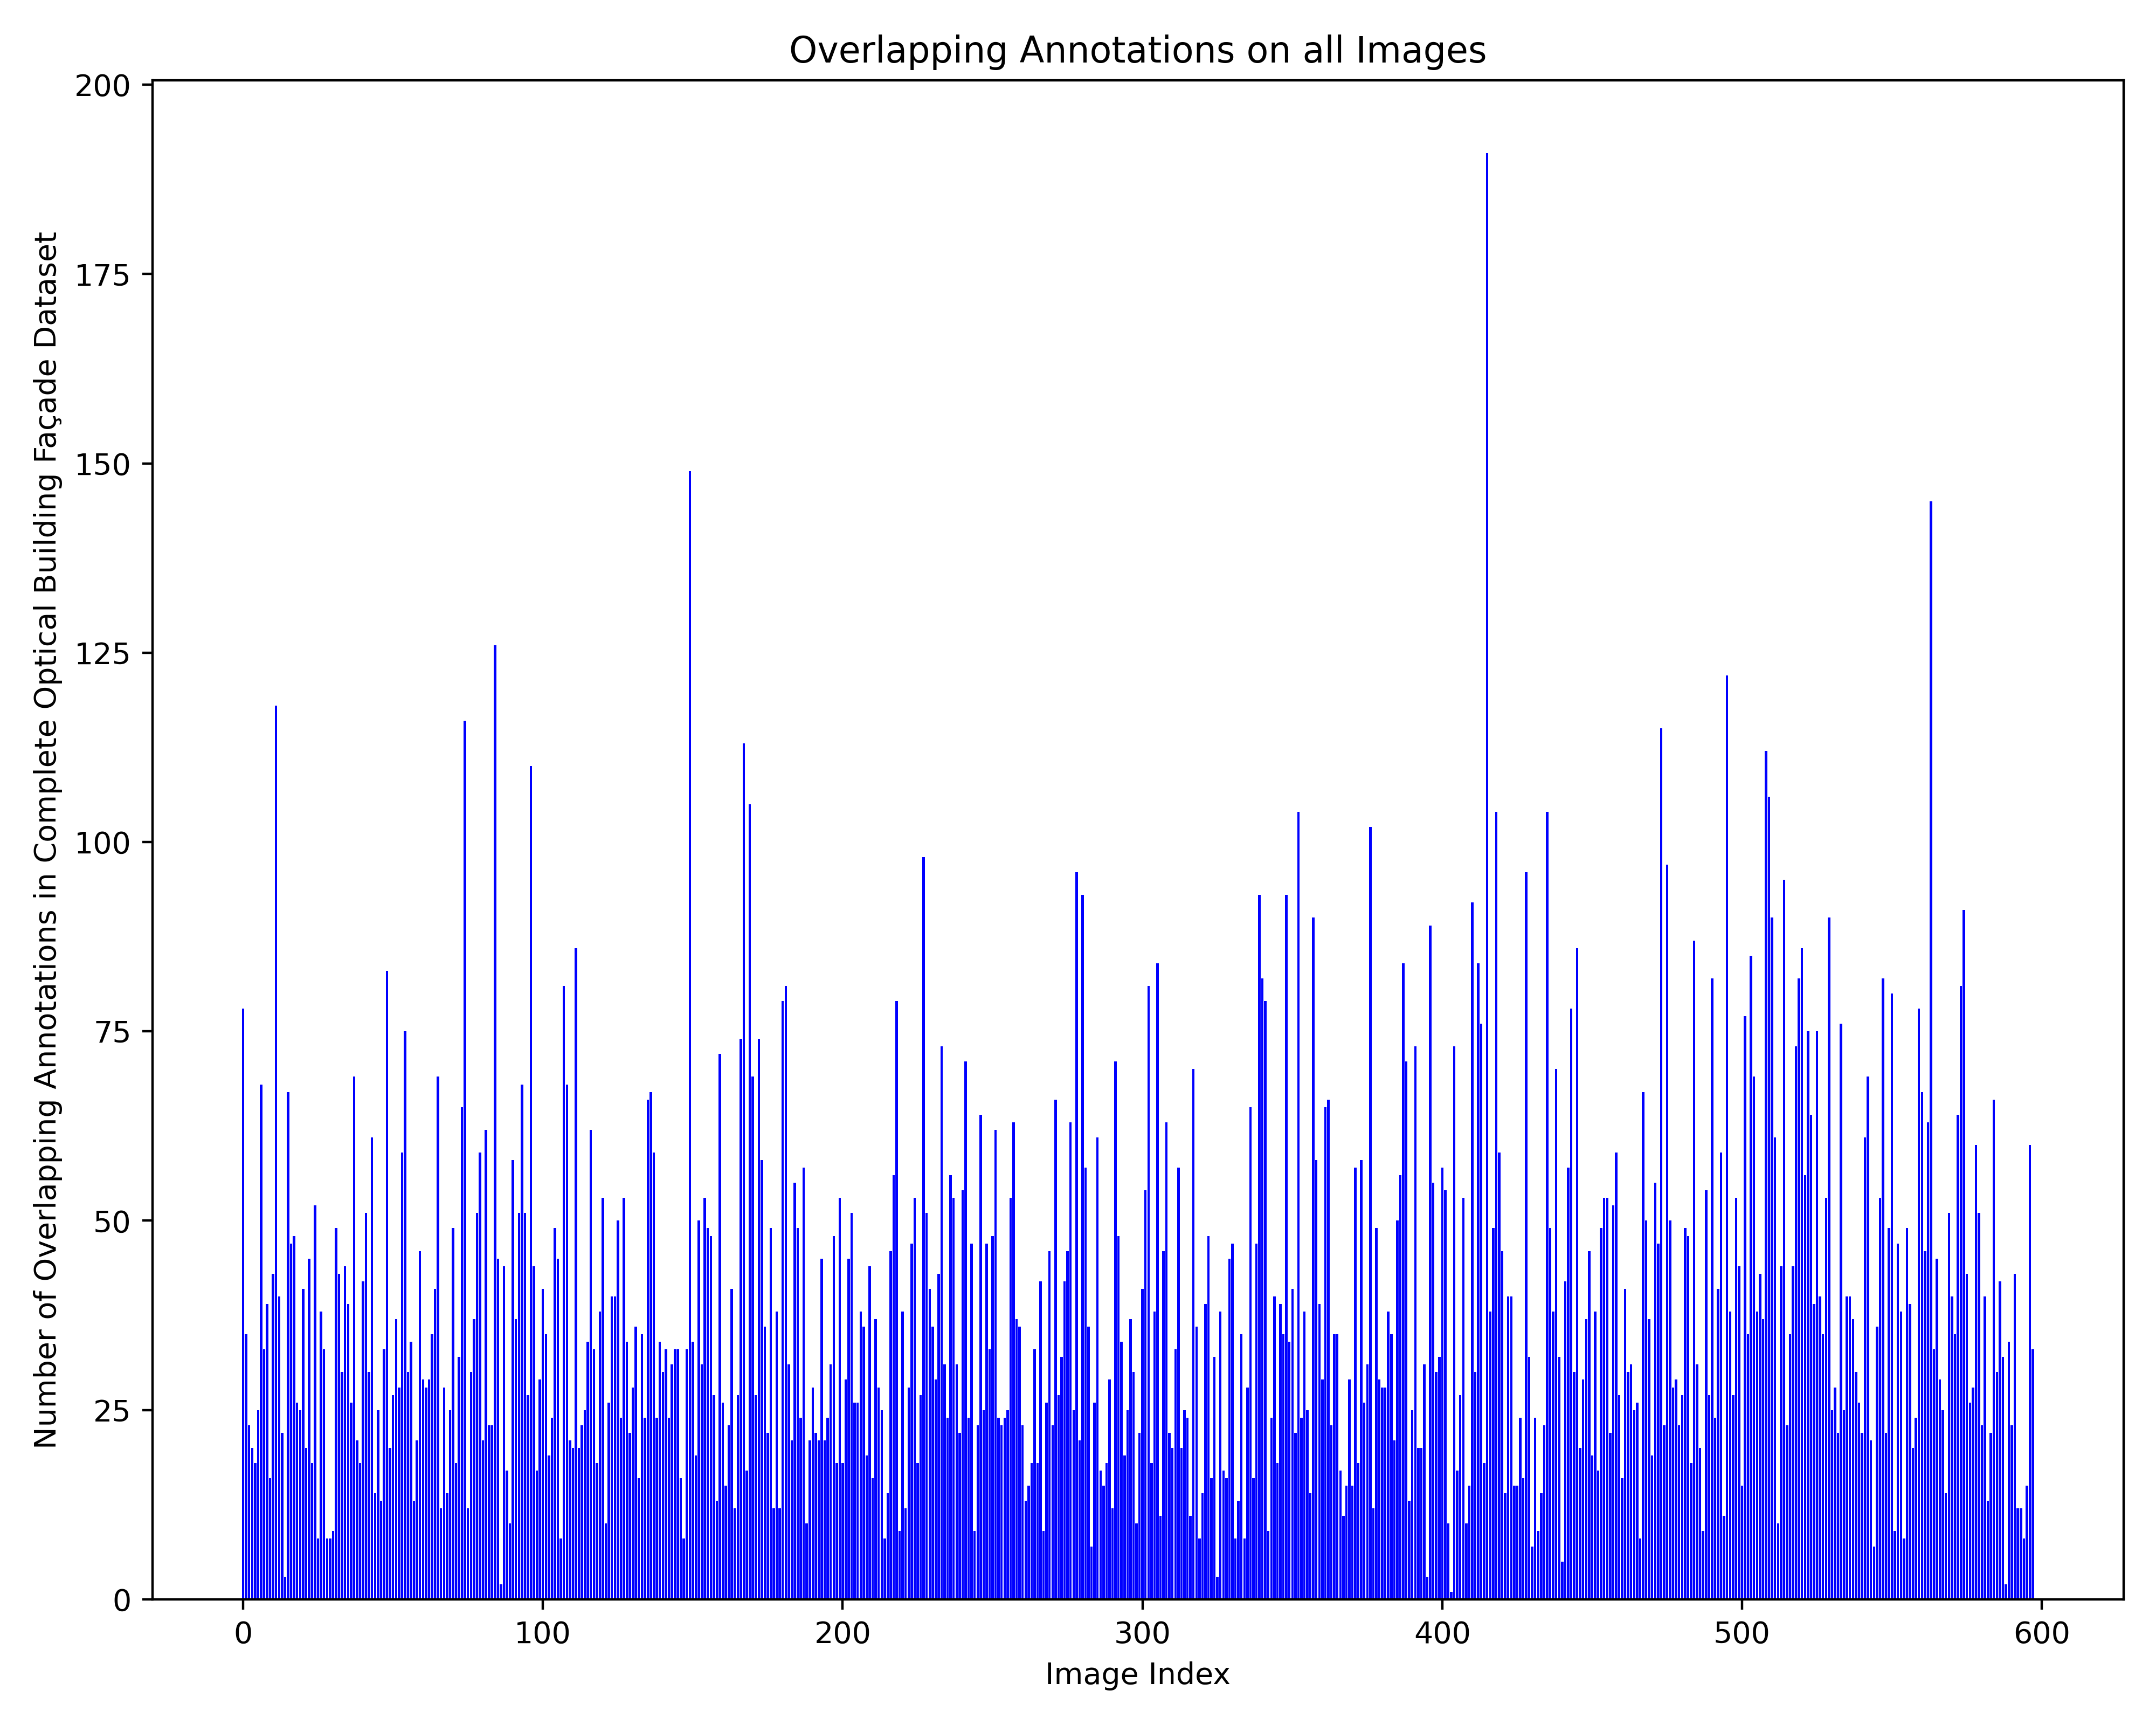 Overlapping Annotations on all Images
Number of Overlapping Annotations in Complete Optical Building Façade Dataset
200
175
150
125
100
75
50
25
0
0 100 200 300 400 500 600
Image Index